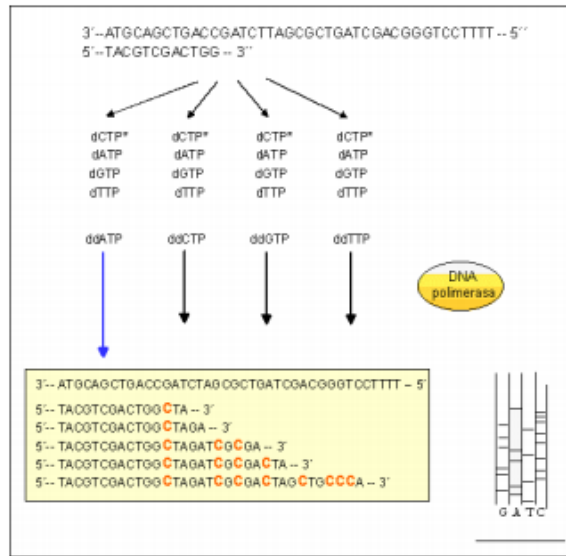 3´--ATGCAGCTGACCGATCTTAGCGCTGATCGACGGGTCCTTTT -- 5´´
5´--TACGTCGACTGG -- 3´´
dCTP* dCTP* dCTP* dCTP*
dATP dATP dATP dATP
dGTP dGTP dGTP dGTP
dTTP dTTP dTTP dTTP
ddATP ddCTP ddGTP ddTTP
DNA
polimerasa
3´-- ATGCAGCTGACCGATCTAGCGCTGATCGACGGGTCCTTTT -- 5´
5´-- TACGTCGACTGGCTA -- 3´
5´-- TACGTCGACTGGCTAGA -- 3´
5´-- TACGTCGACTGGCTAGATCGCGA -- 3´
5´-- TACGTCGACTGGCTAGATCGCGACTA -- 3´
5´-- TACGTCGACTGGCTAGATCGCGACTAGCTGCCCA -- 3´
G A T C